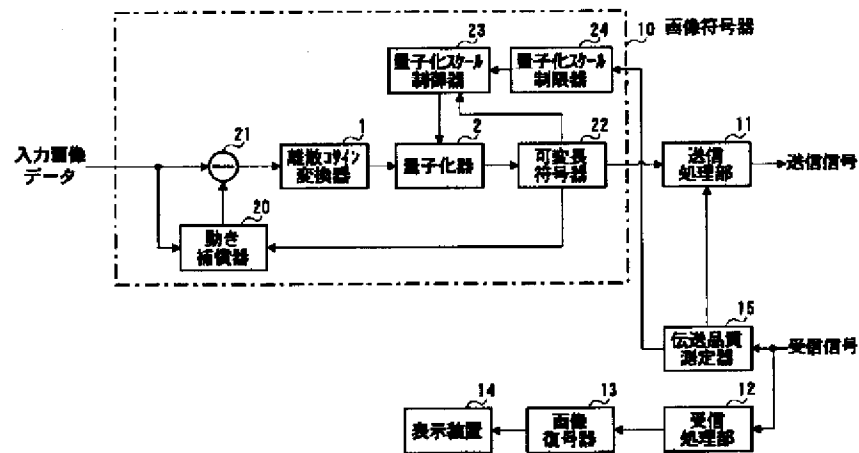 23
24
10 画像符号器
量子化スケール
制御器
量子化スケール
制限器
21
1
2
22
11
入力画像
データ
離散コサイン
変換器
量子化器
可変長
符号器
送信
処理部
送信信号
20
動き
補償器
15
伝送品質
測定器
受信信号
14
13
12
表示装置
画像
復号器
受信
処理部